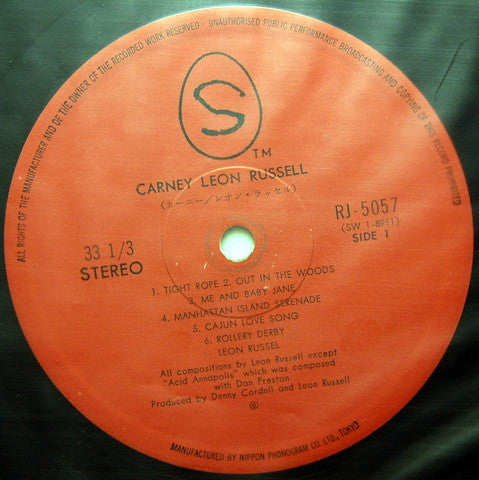 ALL RIGHTS OF THE MANUFACTURER AND OF THE OWNER OF THE RECORDED WORK RESERVED - UNAUTHORISED PUBLIC PERFORMANCE BROADCASTING AND COPYING OF THIS RECORD PROHIBITED
S
TM
CARNEY LEON RUSSELL
(カーニー/レオン・ラッセル)
RJ-5057
(SW 1-8911)
SIDE 1
33 1/3
STEREO
1. TIGHT ROPE 2. OUT IN THE WOODS
3. ME AND BABY JANE
4. MANHATTAN ISLAND SERENADE
5. CAJUN LOVE SONG
6. ROLLERY DERBY
LEON RUSSEL
All compositions by Leon Russell except
"Acid Annapolis" which was composed
with Don Preston
Produced by Denny Cordell and Leon Russell
MANUFACTURED BY NIPPON PHONOGRAM CO. LTD., TOKYO